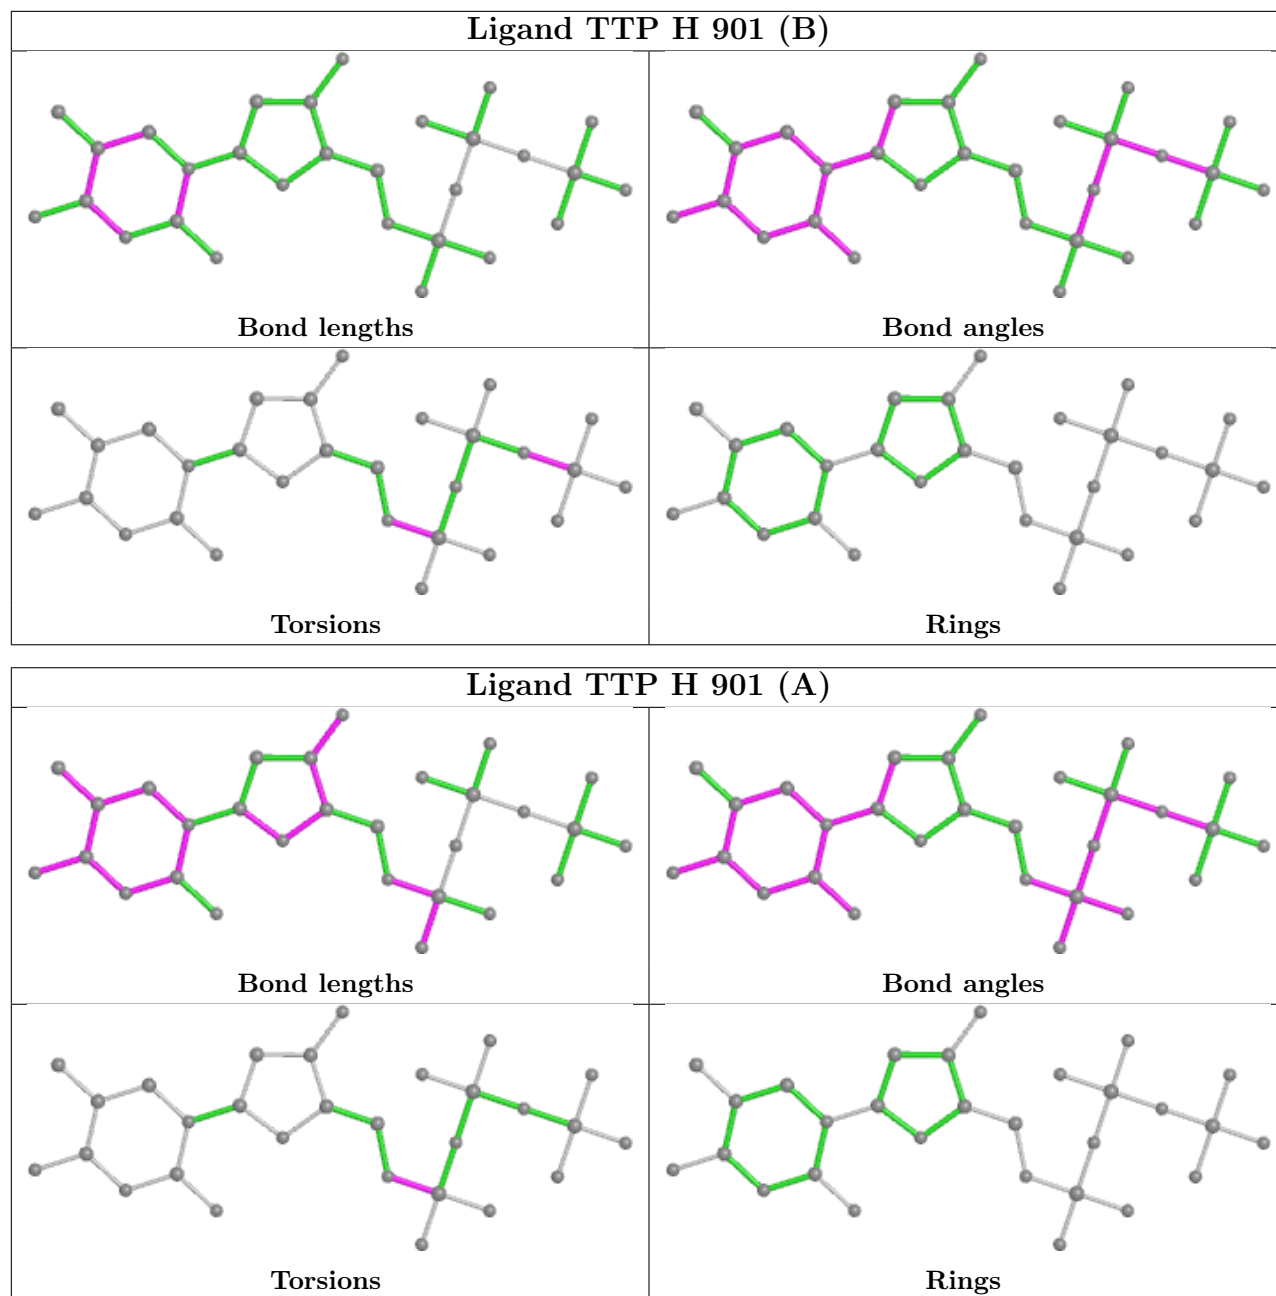 Ligand TTP H 901 (B)
Bond lengths
Bond angles
Torsions
Rings
Ligand TTP H 901 (A)
Bond lengths
Bond angles
Torsions
Rings